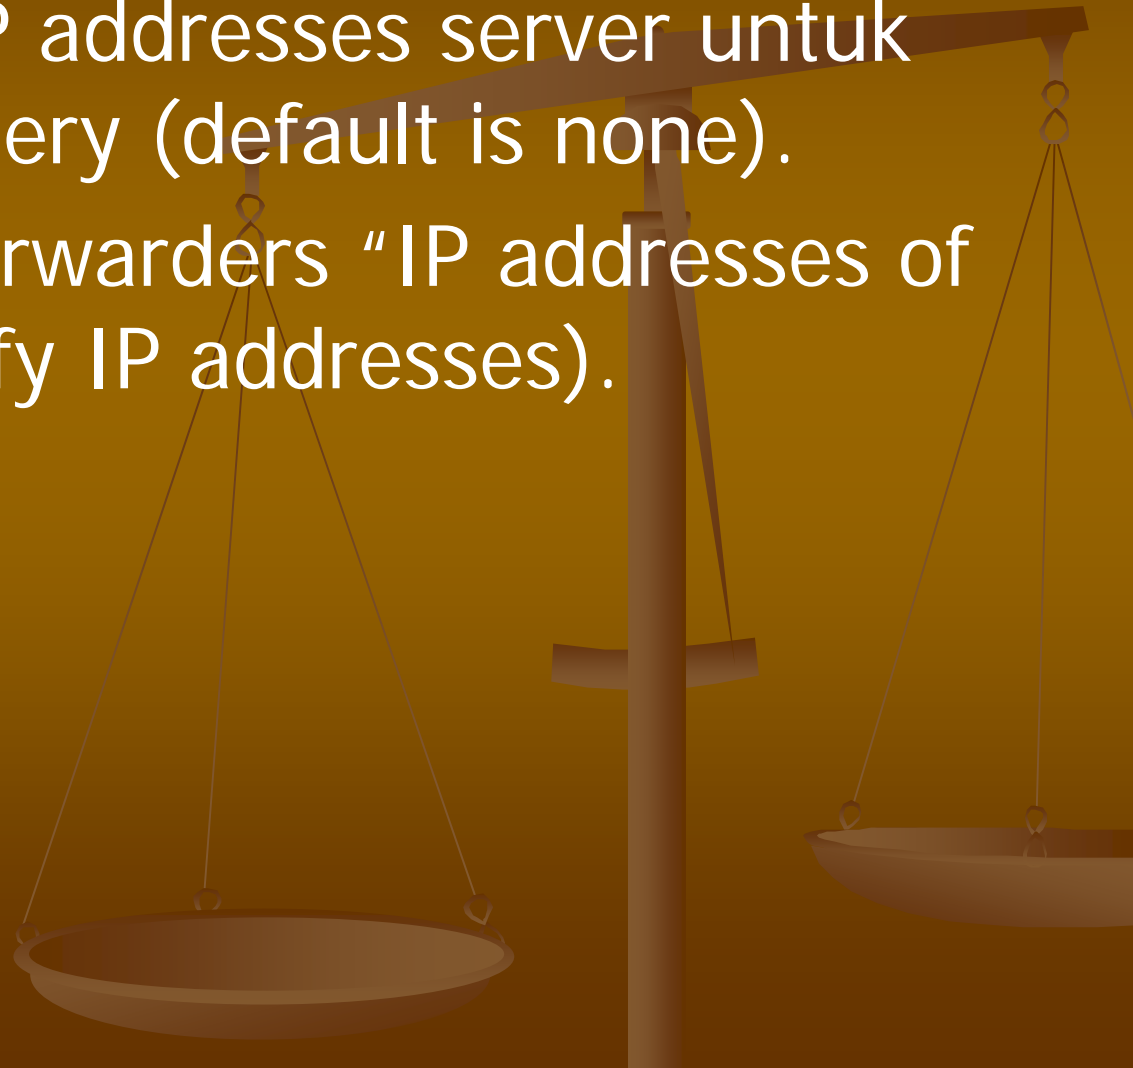 P addresses server untuk
ery (default is none).
rwarders “IP addresses of
fy IP addresses).